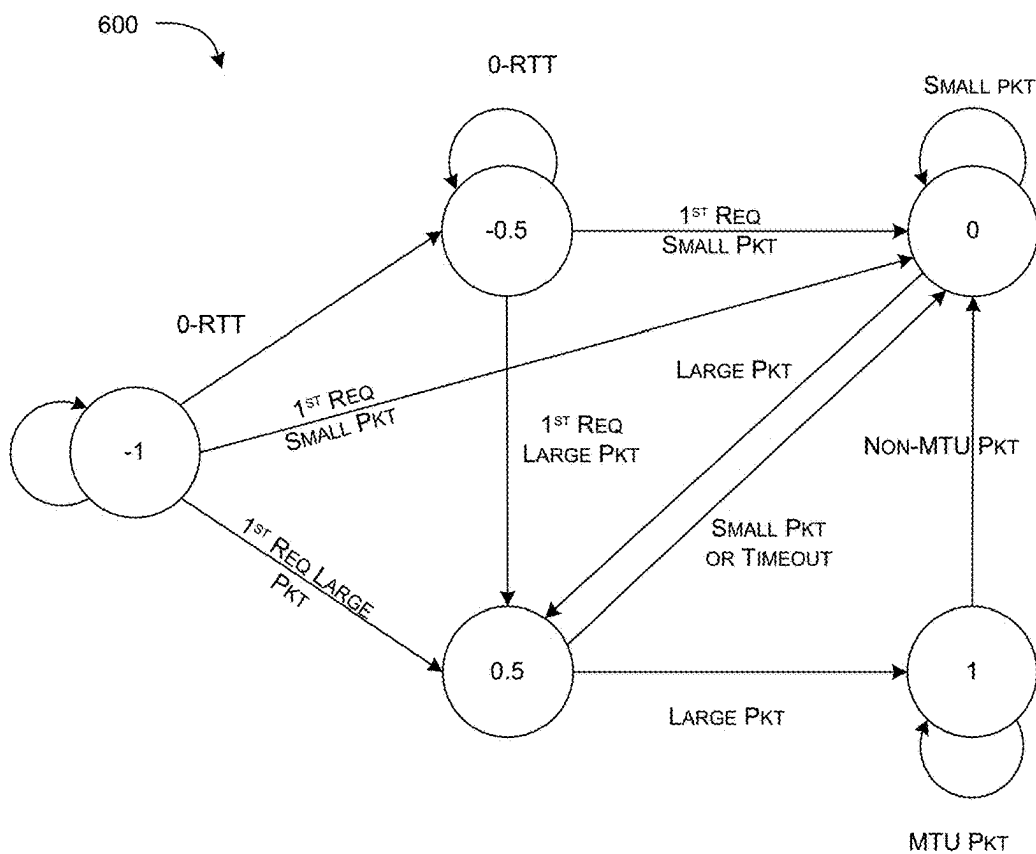 600
0-RTT
SMALL PKT
-0.5
1ST REQ
SMALL PKT
0
0-RTT
LARGE PKT
1ST REQ
SMALL PKT
1ST REQ
LARGE PKT
NON-MTU PKT
-1
1ST REQ LARGE
PKT
SMALL PKT
OR TIMEOUT
0.5
LARGE PKT
1
MTU PKT